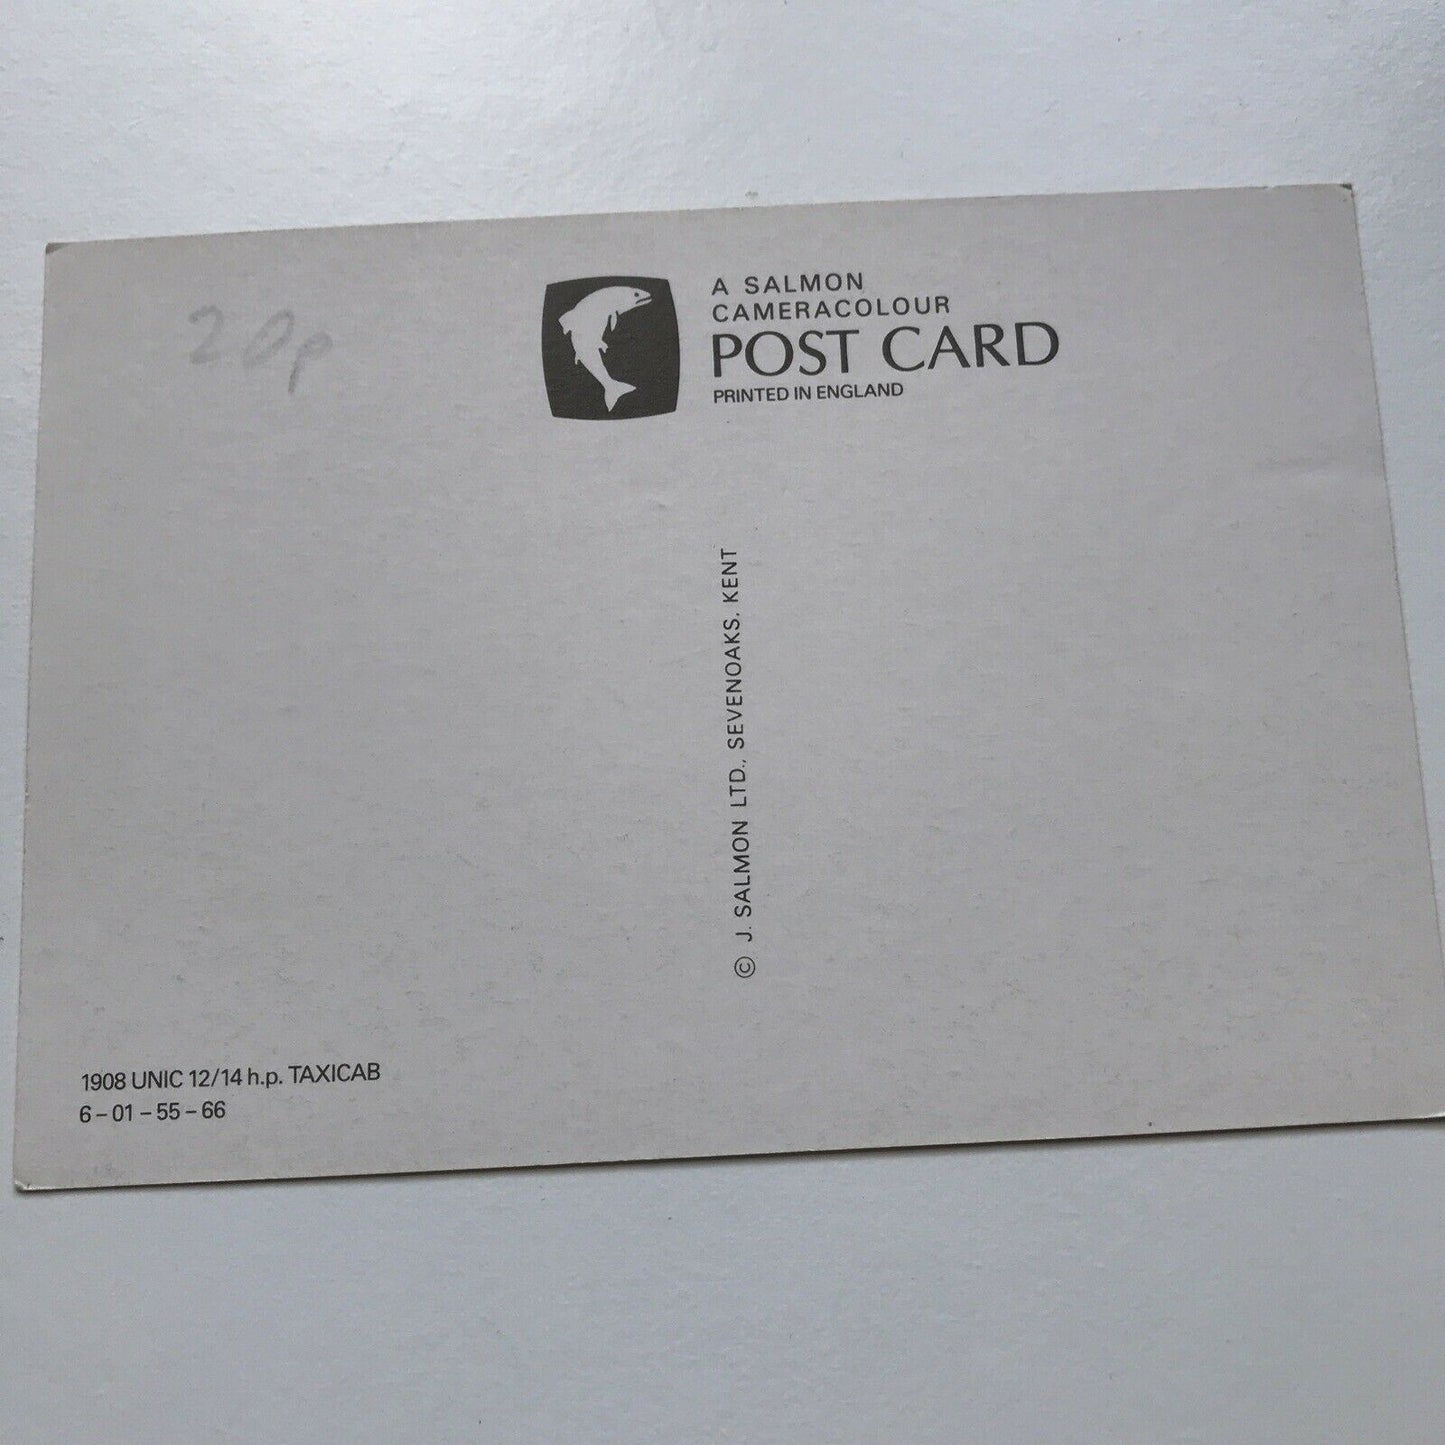 20p
A SALMON
CAMERACOLOUR
POST CARD
PRINTED IN ENGLAND
© J. SALMON LTD., SEVENOAKS. KENT
1908 UNIC 12/14 h.p. TAXICAB
6 – 01 – 55 – 66